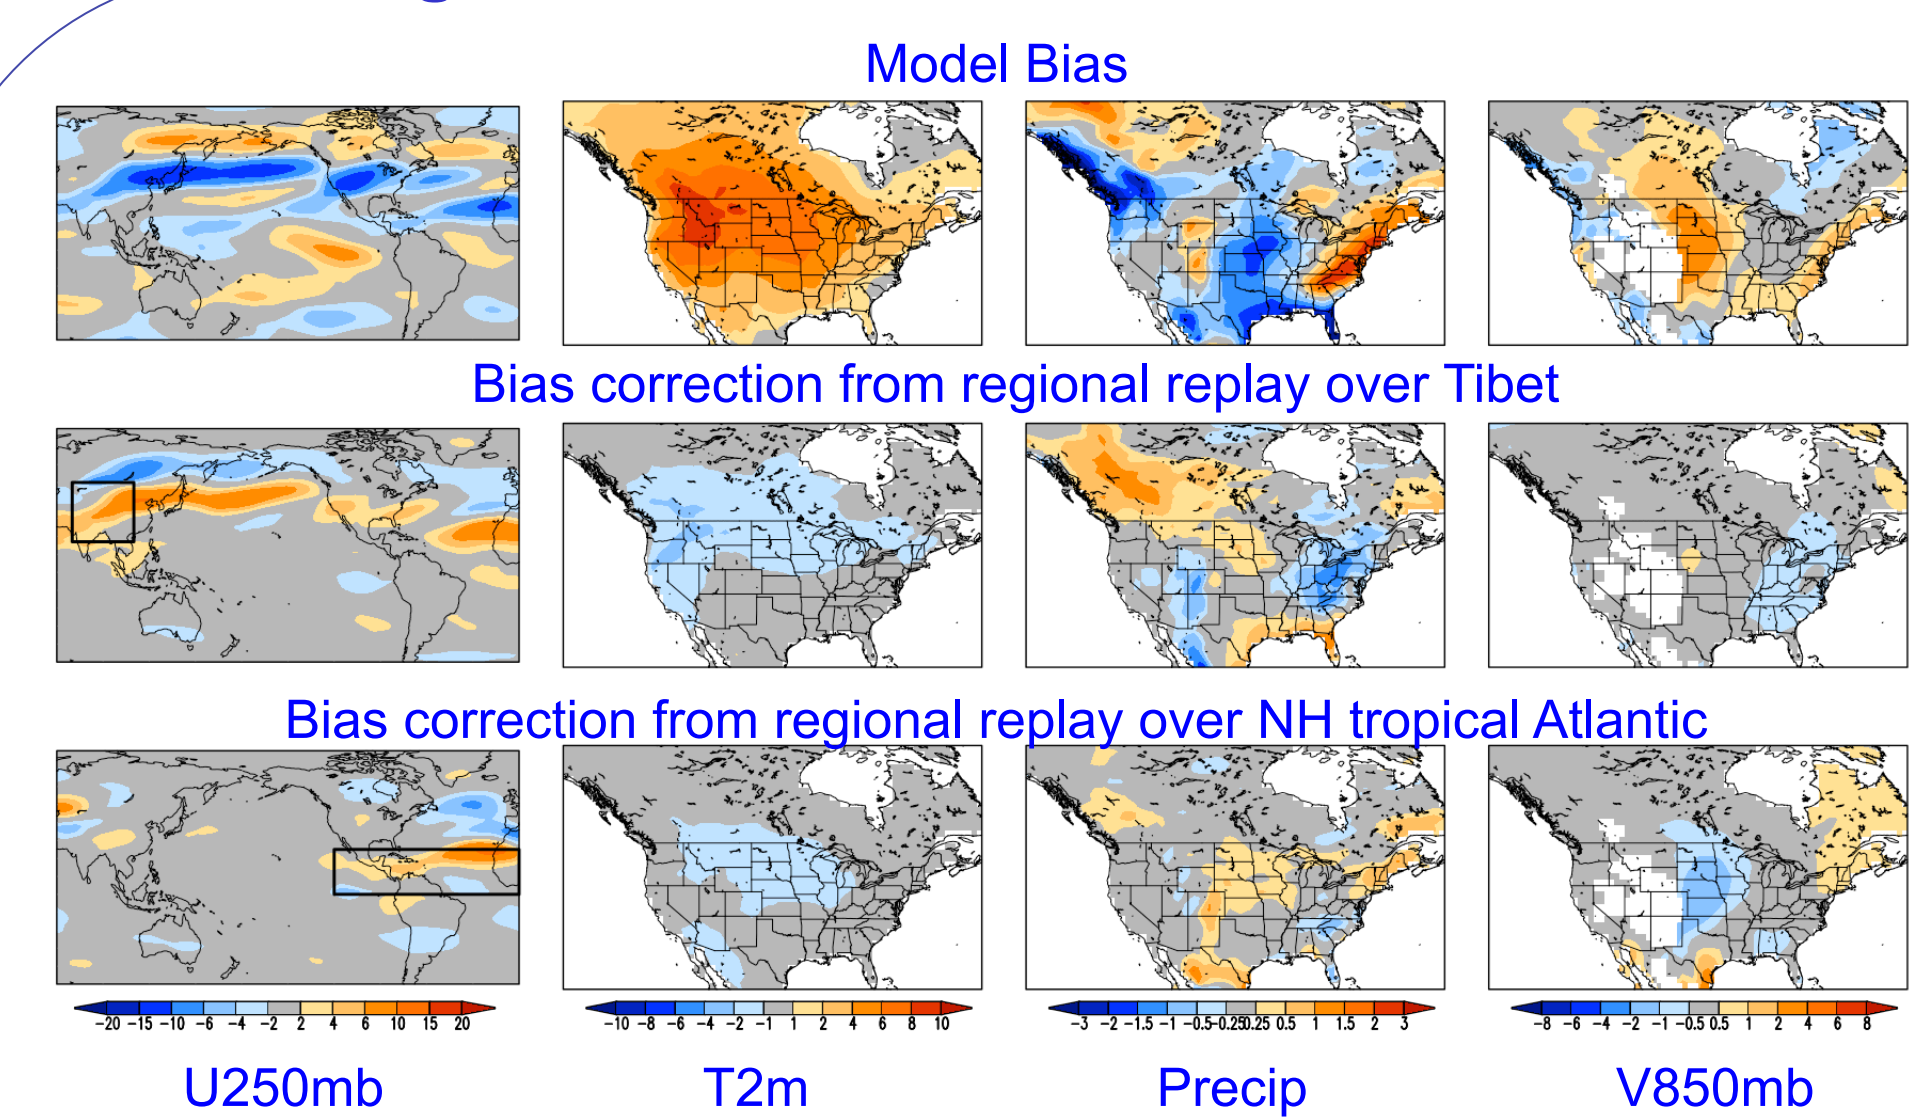 Model Bias
Bias correction from regional replay over Tibet
Bias correction from regional replay over NH tropical Atlantic
-20 -15 -10 -6 -4 -2 2 4 6 10 15 20
-10 -8 -6 -4 -2 -1 1 2 4 6 8 10
-3 -2 -1.5 -1 -0.5 -0.25 0.25 0.5 1 1.5 2 3
-8 -6 -4 -2 -1 -0.5 0.5 1 2 4 6 8
U250mb
T2m
Precip
V850mb